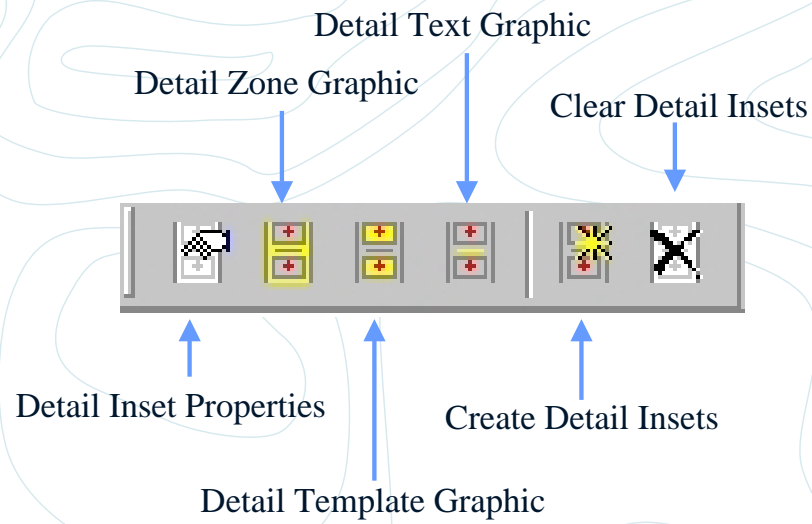 Detail Text Graphic
Detail Zone Graphic
Clear Detail Insets
Detail Inset Properties
Create Detail Insets
Detail Template Graphic